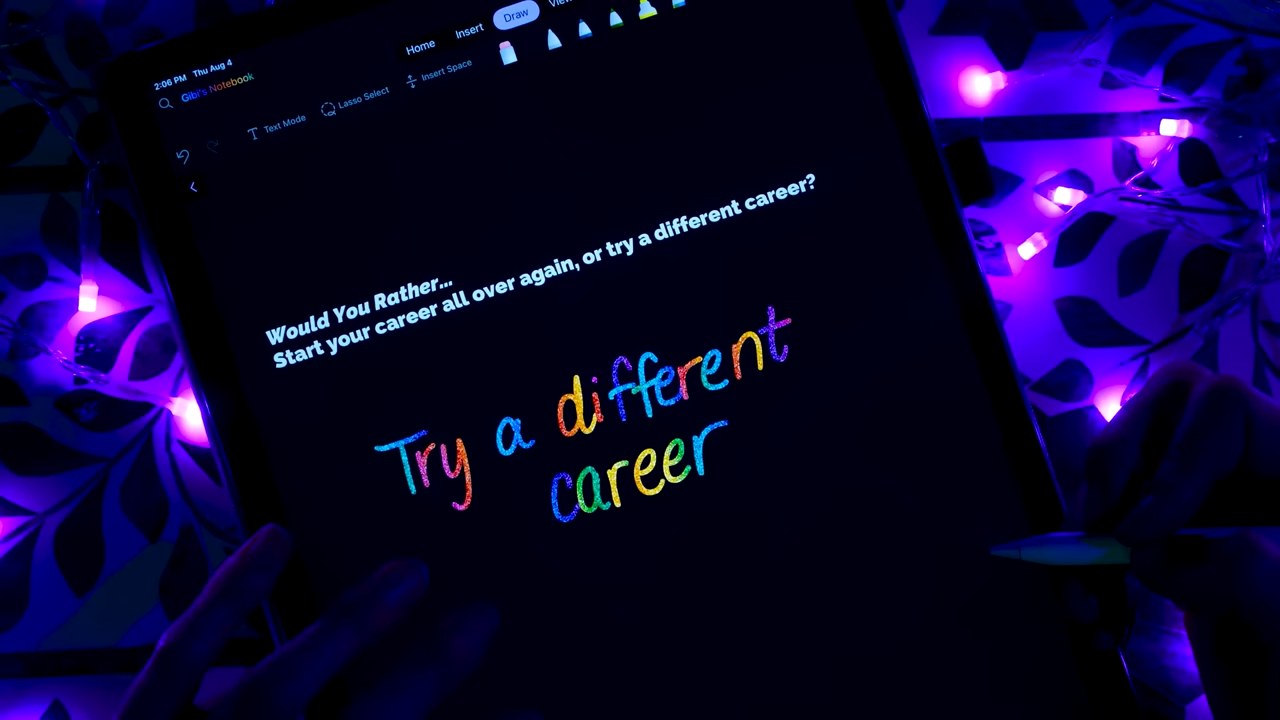 2:06 PM Thu Aug 4
Home Insert Draw View
Gibi's Notebook
Text Mode Lasso Select Insert Space
Would You Rather...
Start your career all over again, or try a different career?
Try a different
career